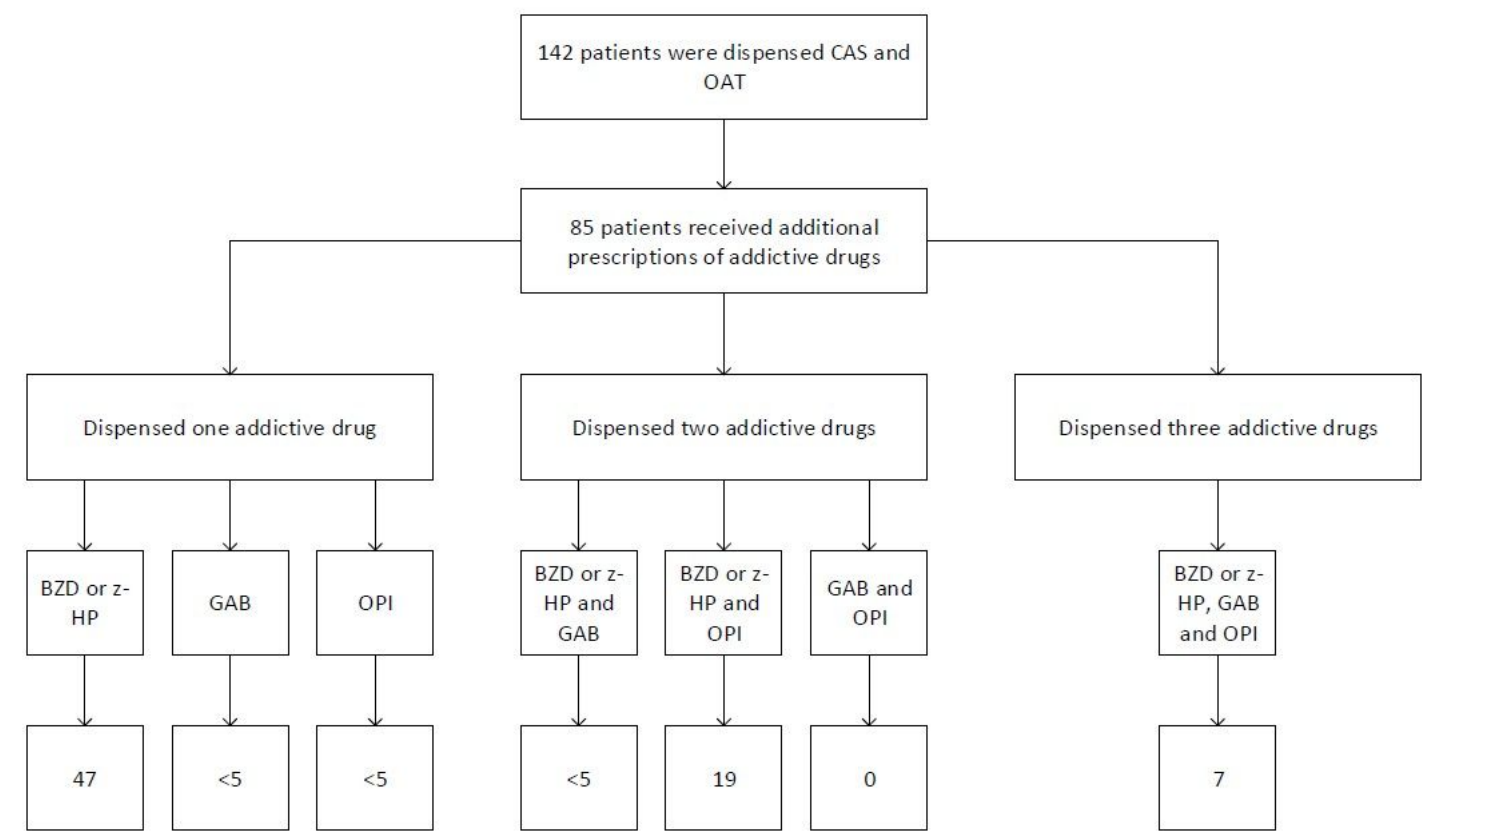 142 patients were dispensed CAS and
OAT
85 patients received additional
prescriptions of addictive drugs
Dispensed one addictive drug
Dispensed two addictive drugs
Dispensed three addictive drugs
BZD or z-
HP
GAB
OPI
BZD or z-
HP and
GAB
BZD or z-
HP and
OPI
GAB and
OPI
BZD or z-
HP, GAB
and OPI
47
<5
<5
<5
19
0
7